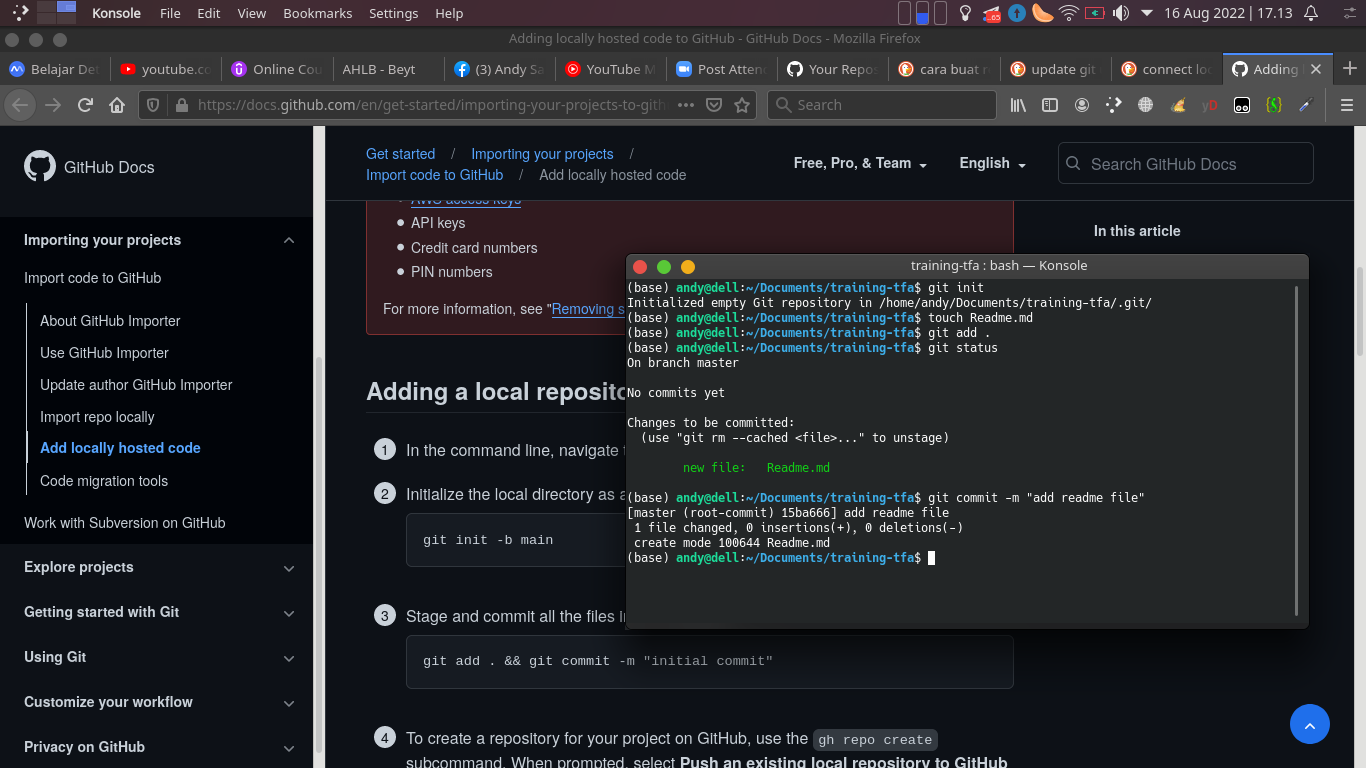 Konsole File Edit View Bookmarks Settings Help
.65
16 Aug 2022 | 17.13
Adding locally hosted code to GitHub - GitHub Docs - Mozilla Firefox
Belajar De youtube.co Online Cou AHLB - Beyt (3) Andy Sa YouTube M Post Atten Your Repos cara buat r update git connect loc Adding l
https://docs.github.com/en/get-started/importing-your-projects-to-gith
Search
yD
GitHub Docs
Get started / Importing your projects /
Import code to GitHub / Add locally hosted code
Free, Pro, & Team
English
Search GitHub Docs
Importing your projects
Import code to GitHub
About GitHub Importer
Use GitHub Importer
Update author GitHub Importer
Import repo locally
Add locally hosted code
Code migration tools
Work with Subversion on GitHub
Explore projects
Getting started with Git
Using Git
Customize your workflow
Privacy on GitHub
AWS access keys
API keys
Credit card numbers
PIN numbers
For more information, see "Removing s
In this article
Adding a local reposito
1 In the command line, navigate
2 Initialize the local directory as a
git init -b main
3 Stage and commit all the files i
git add . && git commit -m "initial commit"
4 To create a repository for your project on GitHub, use the gh repo create
subcommand. When prompted, select Push an existing local repository to GitHub
training-tfa : bash — Konsole
(base) andy@dell:~/Documents/training-tfa$ git init
Initialized empty Git repository in /home/andy/Documents/training-tfa/.git/
(base) andy@dell:~/Documents/training-tfa$ touch Readme.md
(base) andy@dell:~/Documents/training-tfa$ git add .
(base) andy@dell:~/Documents/training-tfa$ git status
On branch master
No commits yet
Changes to be committed:
(use "git rm --cached <file>..." to unstage)
new file: Readme.md
(base) andy@dell:~/Documents/training-tfa$ git commit -m "add readme file"
[master (root-commit) 15ba666] add readme file
1 file changed, 0 insertions(+), 0 deletions(-)
create mode 100644 Readme.md
(base) andy@dell:~/Documents/training-tfa$